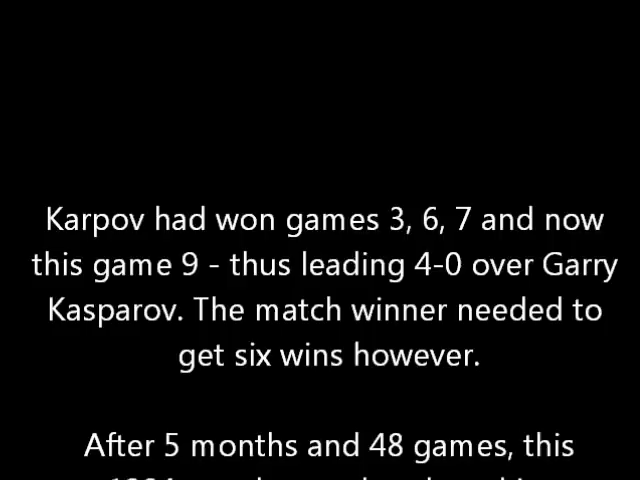 Karpov had won games 3, 6, 7 and now
this game 9 - thus leading 4-0 over Garry
Kasparov. The match winner needed to
get six wins however.
After 5 months and 48 games, this